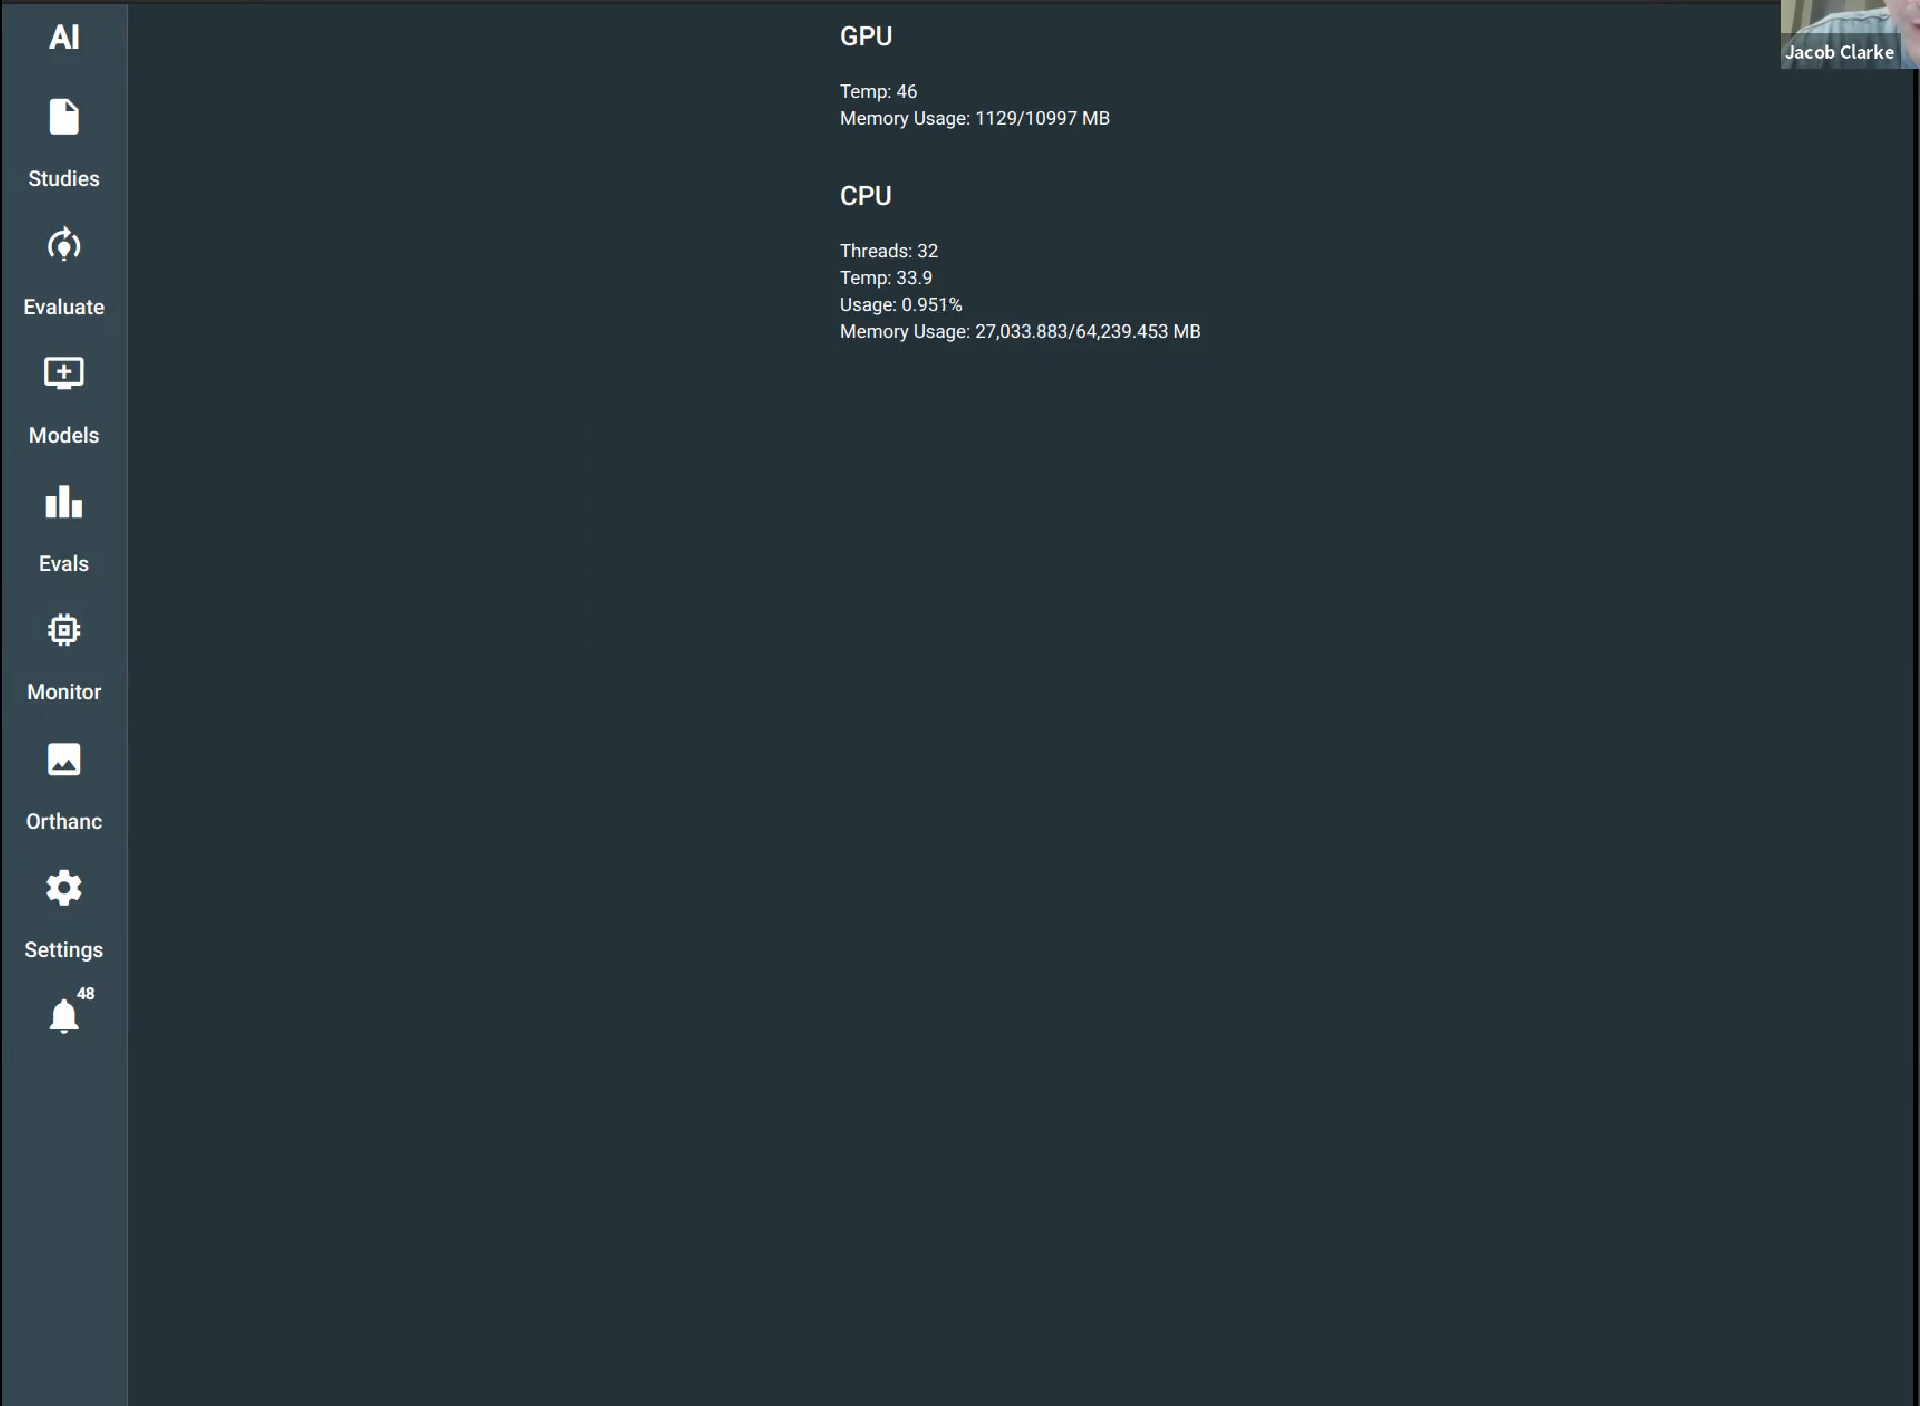 AI
Studies
Evaluate
Models
Evals
Monitor
Orthanc
Settings
48
GPU
Temp: 46
Memory Usage: 1129/10997 MB
CPU
Threads: 32
Temp: 33.9
Usage: 0.951%
Memory Usage: 27,033.883/64,239.453 MB
Jacob Clarke